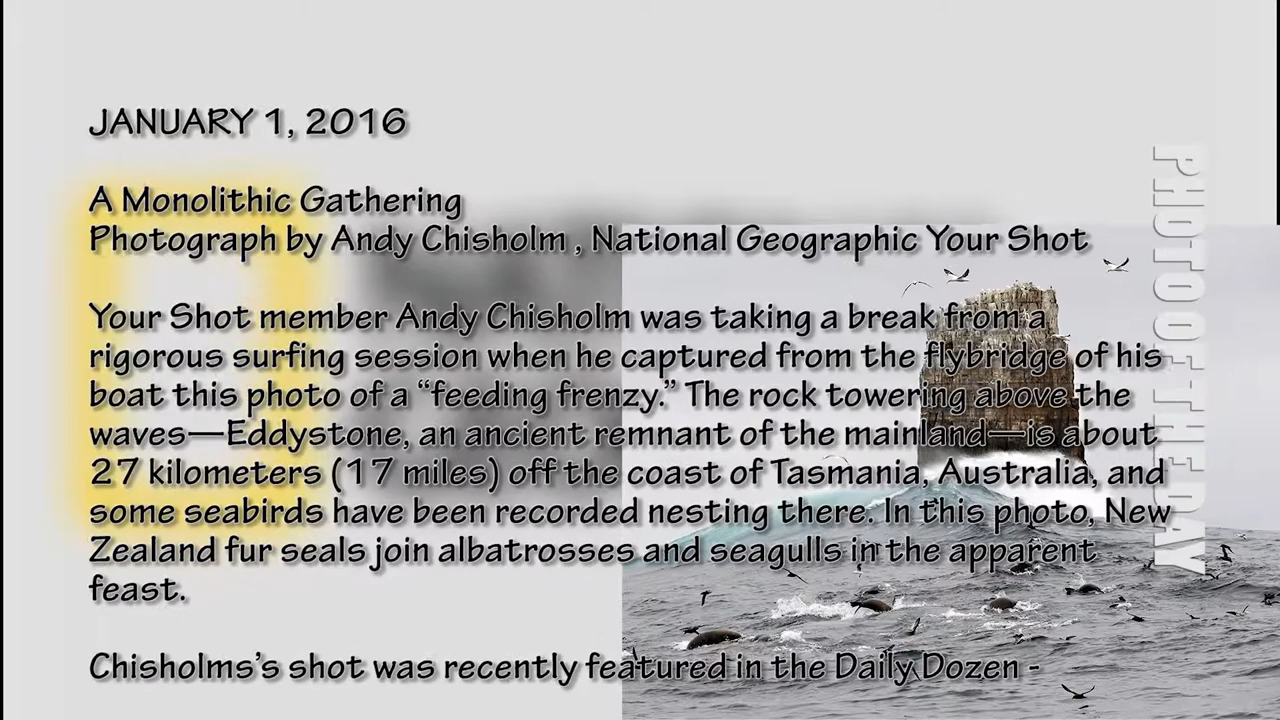 JANUARY 1, 2016
A Monolithic Gathering
Photograph by Andy Chisholm , National Geographic Your Shot
Your Shot member Andy Chisholm was taking a break from a
rigorous surfing session when he captured from the flybridge of his
boat this photo of a “feeding frenzy.” The rock towering above the
waves—Eddystone, an ancient remnant of the mainland—is about
27 kilometers (17 miles) off the coast of Tasmania, Australia, and
some seabirds have been recorded nesting there. In this photo, New
Zealand fur seals join albatrosses and seagulls in the apparent
feast.
Chisholms’s shot was recently featured in the Daily Dozen -
PHOTO OF THE DAY